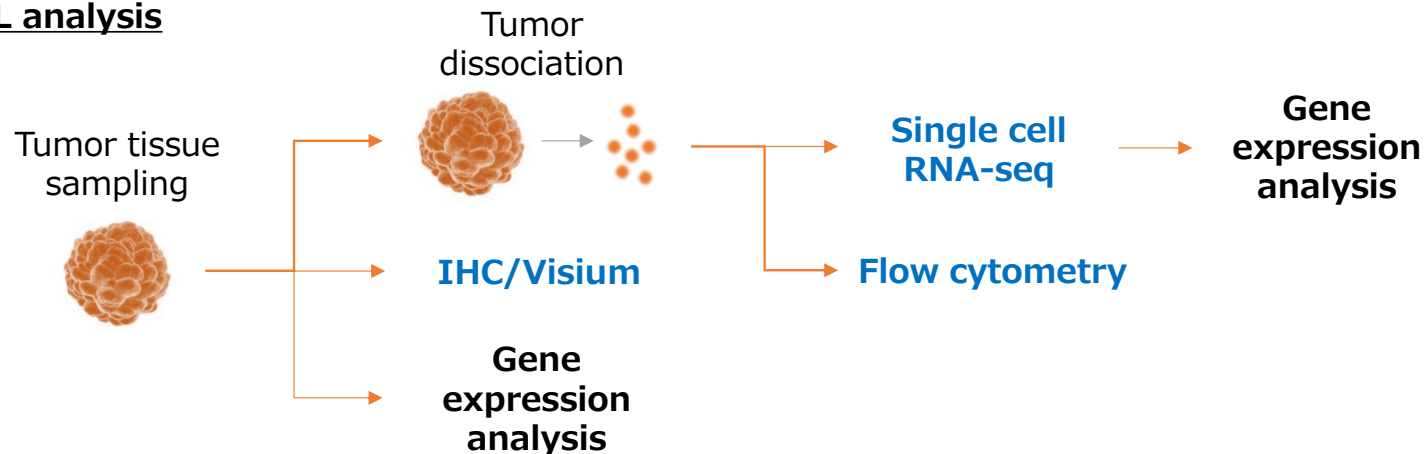 L analysis
Tumor
dissociation
Tumor tissue
sampling
Single cell
RNA-seq
Gene
expression
analysis
IHC/Visium
Flow cytometry
Gene
expression
analysis